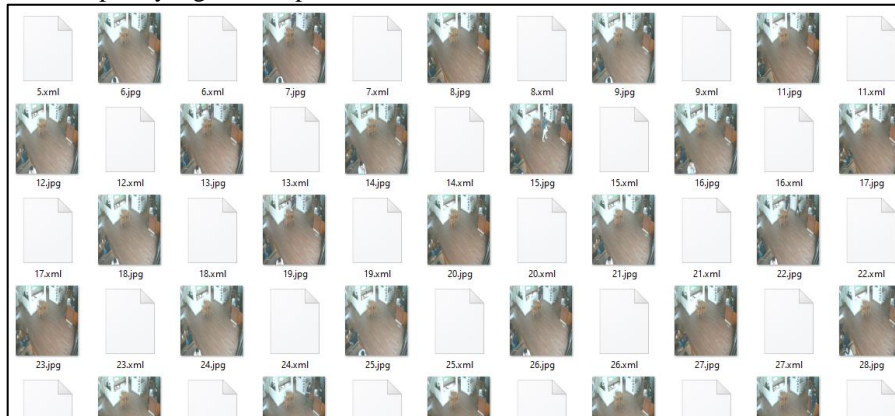 5.xml 6.jpg 6.xml 7.jpg 7.xml 8.jpg 8.xml 9.jpg 9.xml 11.jpg 11.xml
12.jpg 12.xml 13.jpg 13.xml 14.jpg 14.xml 15.jpg 15.xml 16.jpg 16.xml 17.jpg
17.xml 18.jpg 18.xml 19.jpg 19.xml 20.jpg 20.xml 21.jpg 21.xml 22.jpg 22.xml
23.jpg 23.xml 24.jpg 24.xml 25.jpg 25.xml 26.jpg 26.xml 27.jpg 27.xml 28.jpg